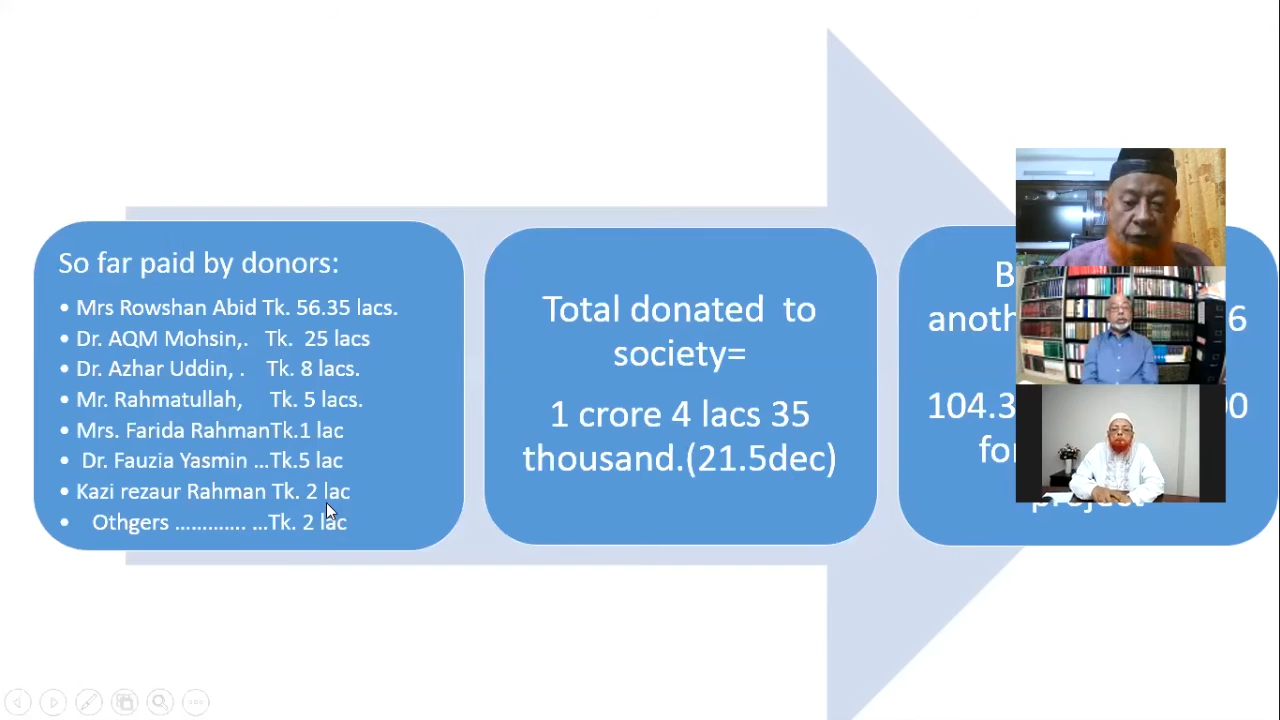 So far paid by donors:
• Mrs Rowshan Abid Tk. 56.35 lacs.
• Dr. AQM Mohsin,. Tk. 25 lacs
• Dr. Azhar Uddin, . Tk. 8 lacs.
• Mr. Rahmatullah, Tk. 5 lacs.
• Mrs. Farida RahmanTk.1 lac
• Dr. Fauzia Yasmin ...Tk.5 lac
• Kazi rezaur Rahman Tk. 2 lac
• Othgers ............. ...Tk. 2 lac
Total donated to
society=
1 crore 4 lacs 35
thousand.(21.5dec)
104.3
project